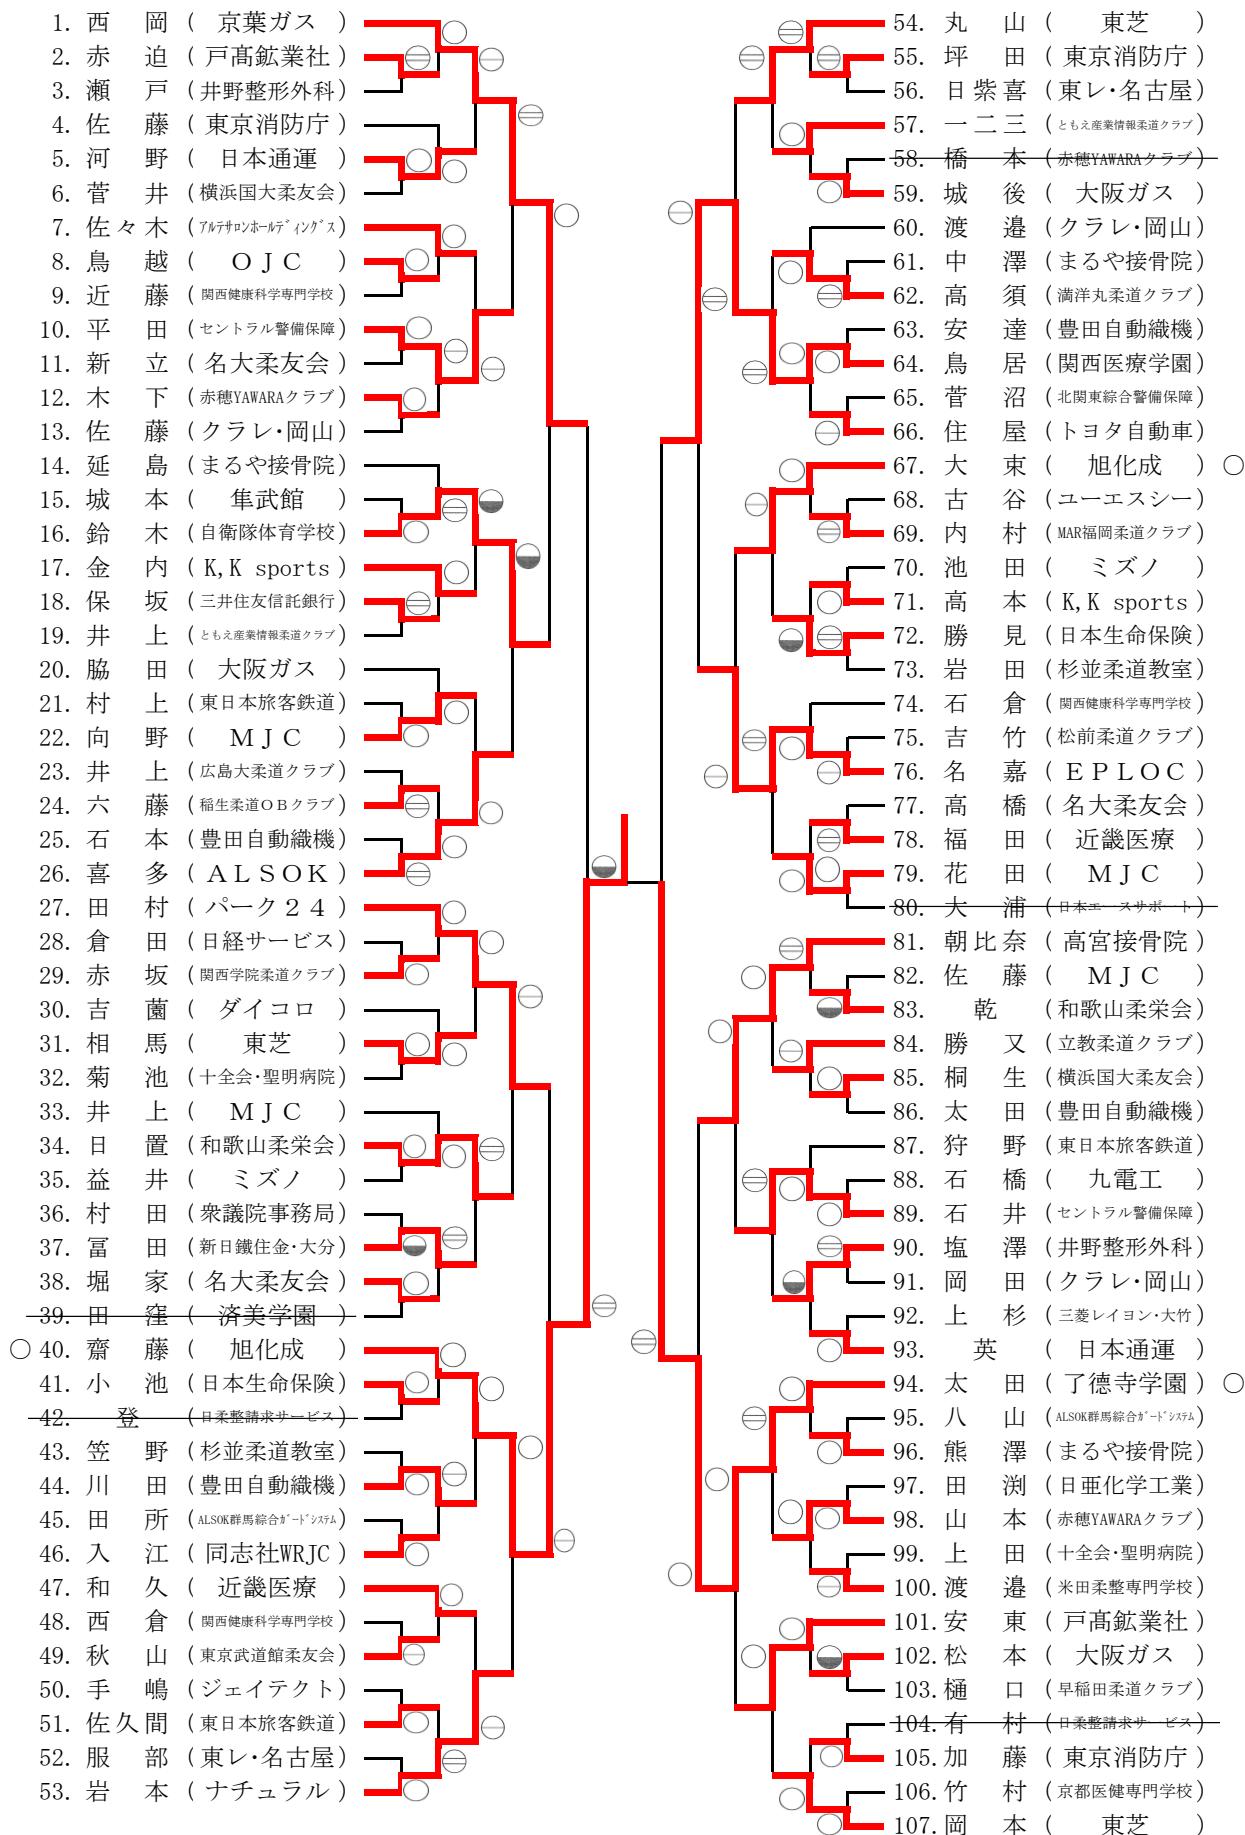 1. 西岡（京葉ガス）
2. 赤迫（戸髙鉱業社）
3. 瀬戸（井野整形外科）
4. 佐藤（東京消防庁）
5. 河野（日本通運）
6. 菅井（横浜国大柔友会）
7. 佐々木（アルテサロンホールディングス）
8. 鳥越（ＯＪＣ）
9. 近藤（関西健康科学専門学校）
10. 平田（セントラル警備保障）
11. 新立（名大柔友会）
12. 木下（赤穂YAWARAクラブ）
13. 佐藤（クラレ・岡山）
14. 延島（まるや接骨院）
15. 城本（隼武館）
16. 鈴木（自衛隊体育学校）
17. 金内（K,K sports）
18. 保坂（三井住友信託銀行）
19. 井上（ともえ産業情報柔道クラブ）
20. 脇田（大阪ガス）
21. 村上（東日本旅客鉄道）
22. 向野（ＭＪＣ）
23. 井上（広島大柔道クラブ）
24. 六藤（稲生柔道ＯＢクラブ）
25. 石本（豊田自動織機）
26. 喜多（ＡＬＳＯＫ）
27. 田村（パーク２４）
28. 倉田（日経サービス）
29. 赤坂（関西学院柔道クラブ）
30. 吉薗（ダイコロ）
31. 相馬（東芝）
32. 菊池（十全会・聖明病院）
33. 井上（ＭＪＣ）
34. 日置（和歌山柔栄会）
35. 益井（ミズノ）
36. 村田（衆議院事務局）
37. 冨田（新日鐵住金・大分）
38. 堀家（名大柔友会）
39. 田窪（済美学園）
○ 40. 齋藤（旭化成）
41. 小池（日本生命保険）
42. 登（日柔整請求サービス）
43. 笠野（杉並柔道教室）
44. 川田（豊田自動織機）
45. 田所（ALSOK群馬綜合ガードシステム）
46. 入江（同志社WRJC）
47. 和久（近畿医療）
48. 西倉（関西健康科学専門学校）
49. 秋山（東京武道館柔友会）
50. 手嶋（ジェイテクト）
51. 佐久間（東日本旅客鉄道）
52. 服部（東レ・名古屋）
53. 岩本（ナチュラル）
54. 丸山（東芝）
55. 坪田（東京消防庁）
56. 日紫喜（東レ・名古屋）
57. 一二三（ともえ産業情報柔道クラブ）
58. 橋本（赤穂YAWARAクラブ）
59. 城後（大阪ガス）
60. 渡邉（クラレ・岡山）
61. 中澤（まるや接骨院）
62. 高須（満洋丸柔道クラブ）
63. 安達（豊田自動織機）
64. 鳥居（関西医療学園）
65. 菅沼（北関東綜合警備保障）
66. 住屋（トヨタ自動車）
67. 大東（旭化成）○
68. 古谷（ユーエスシー）
69. 内村（MAR福岡柔道クラブ）
70. 池田（ミズノ）
71. 高本（K,K sports）
72. 勝見（日本生命保険）
73. 岩田（杉並柔道教室）
74. 石倉（関西健康科学専門学校）
75. 吉竹（松前柔道クラブ）
76. 名嘉（ＥＰＬＯＣ）
77. 高橋（名大柔友会）
78. 福田（近畿医療）
79. 花田（ＭＪＣ）
80. 大浦（日本エースサポート）
81. 朝比奈（高宮接骨院）
82. 佐藤（ＭＪＣ）
83. 乾（和歌山柔栄会）
84. 勝又（立教柔道クラブ）
85. 桐生（横浜国大柔友会）
86. 太田（豊田自動織機）
87. 狩野（東日本旅客鉄道）
88. 石橋（九電工）
89. 石井（セントラル警備保障）
90. 塩澤（井野整形外科）
91. 岡田（クラレ・岡山）
92. 上杉（三菱レイヨン・大竹）
93. 英（日本通運）
94. 太田（了徳寺学園）○
95. 八山（ALSOK群馬綜合ガードシステム）
96. 熊澤（まるや接骨院）
97. 田渕（日亜化学工業）
98. 山本（赤穂YAWARAクラブ）
99. 上田（十全会・聖明病院）
100. 渡邉（米田柔整専門学校）
101. 安東（戸髙鉱業社）
102. 松本（大阪ガス）
103. 樋口（早稲田柔道クラブ）
104. 有村（日柔整請求サービス）
105. 加藤（東京消防庁）
106. 竹村（京都医健専門学校）
107. 岡本（東芝）